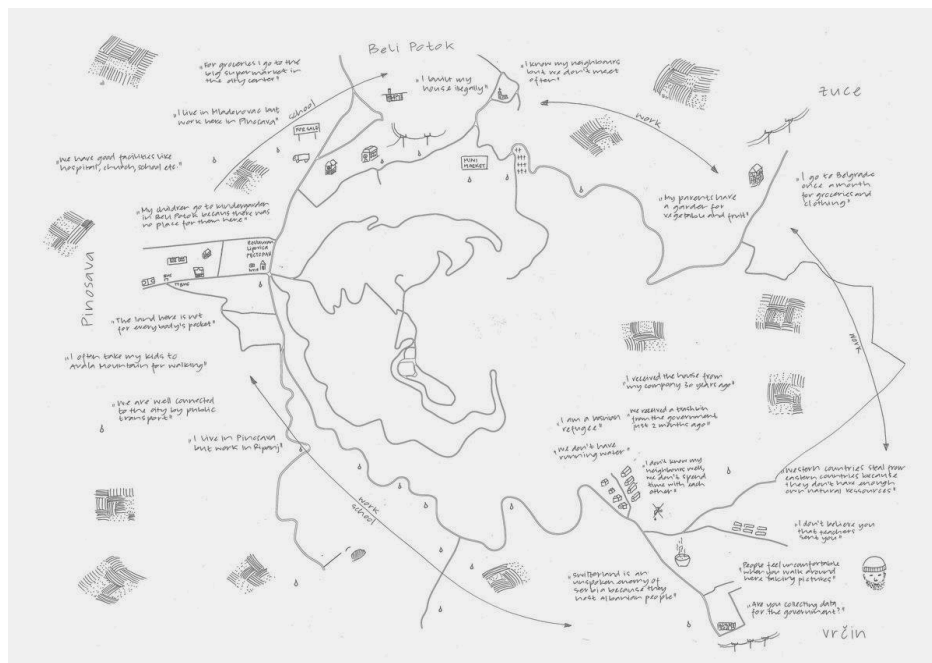 Beli Potok
"For groceries I go to the
big supermarket in
the city center"
"I built my
house ilegally"
"I know my neighbours
but we don't meet
often"
zuce
"I live in Mladenovac but
work here in Pinosava"
school
FOR SALE
work
"We have good facilities like
hospital, church, school etc."
MINI
MARKET
"I go to Belgrade
once a month
for groceries and
clothing"
"My parents have
a garden for
vegetable and fruit"
"My children go to kindergarden
in Beli Potok because there was
no place for them here"
Pinosava
"The land here is not
for everybody's pocket"
"I often take my kids to
Avala Mountain for walking"
work
"I received the house from
my company 30 years ago"
"We are well connected
to the city by public
transport"
"I am a Bosnian
refugee"
"We received a trashbin
from the government
just 2 months ago"
"I live in Pinosava
but work in Ripanj"
"We don't have
running water"
"I don't know my
neighbours well,
we don't spend
time with each
other"
"Western countries steal from
eastern countries because
they don't have enough
own natural ressources"
work
school
"I don't believe you
that teachers
sent you"
"Switzerland is an
unspoken enemy of
Serbia because they
host Albanian people"
"People feel uncomfortable
when you walk around
here taking pictures"
"Are you collecting data
for the government?"
vrčin